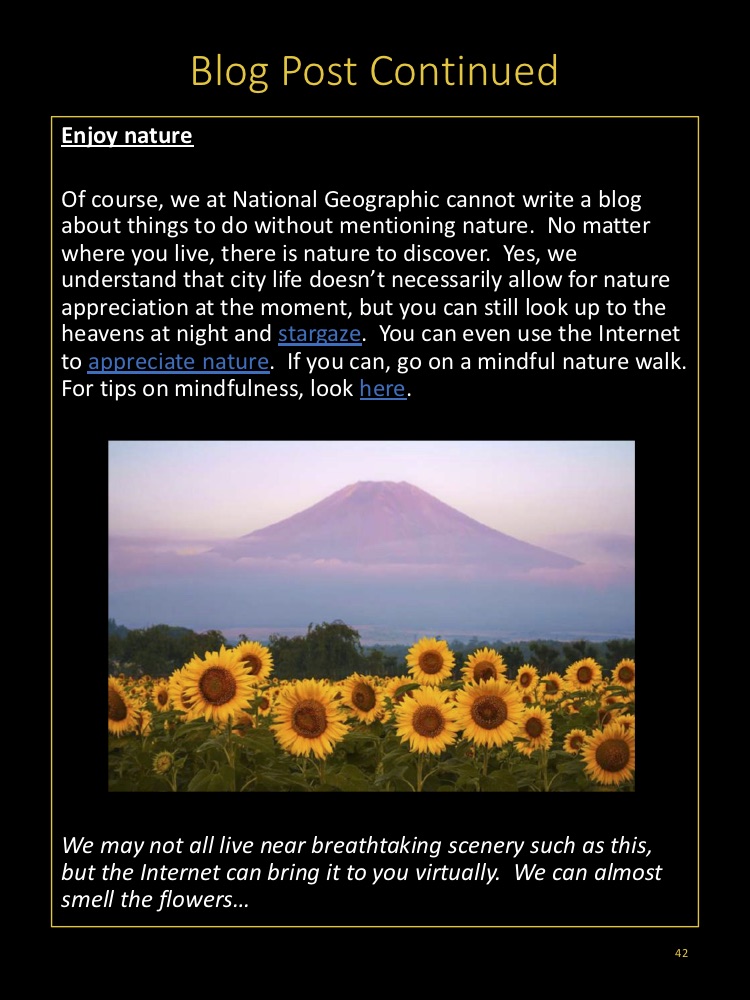 Blog Post Continued
Enjoy nature
Of course, we at National Geographic cannot write a blog
about things to do without mentioning nature.  No matter
where you live, there is nature to discover.  Yes, we
understand that city life doesn’t necessarily allow for nature
appreciation at the moment, but you can still look up to the
heavens at night and stargaze.  You can even use the Internet
to appreciate nature.  If you can, go on a mindful nature walk.
For tips on mindfulness, look here.
We may not all live near breathtaking scenery such as this,
but the Internet can bring it to you virtually.  We can almost
smell the flowers…
42